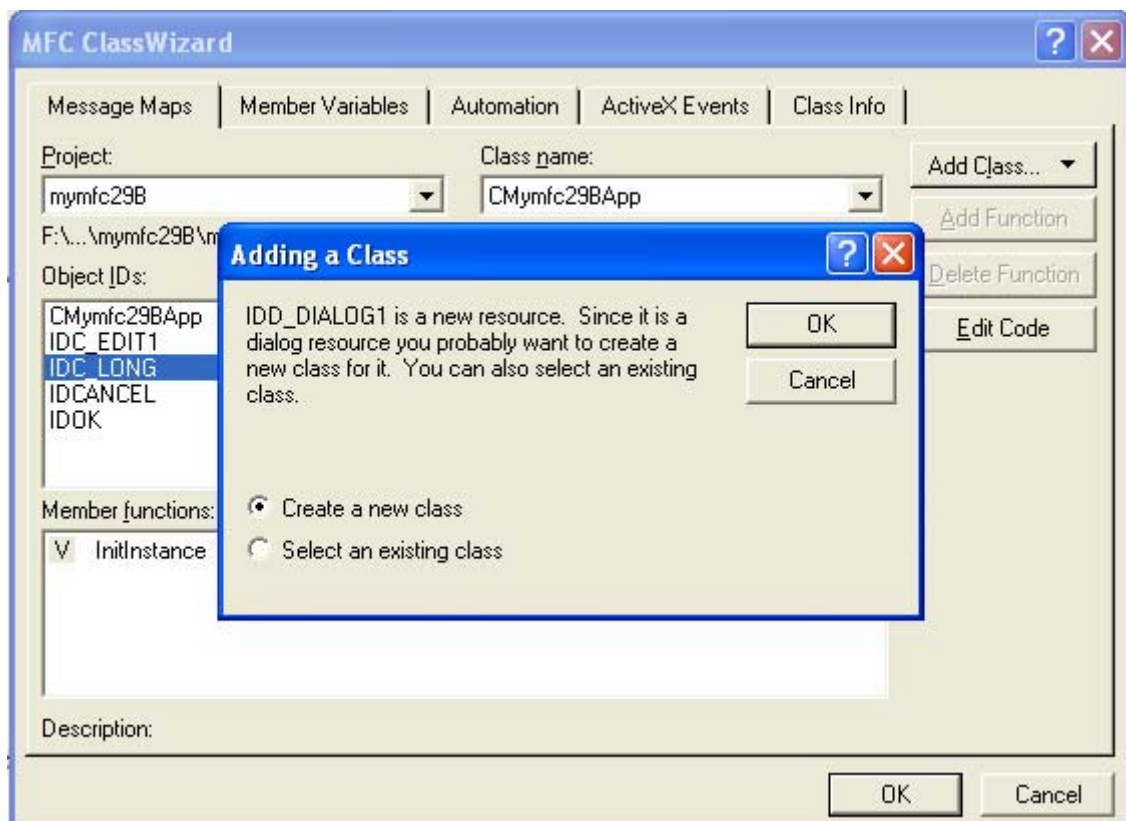 MFC ClassWizard
Message Maps
Member Variables
Automation
ActiveX Events
Class Info
Project:
Class name:
Add Class...
mymfc29B
CMymfc29BApp
Add Function
F:\...\mymfc29B\m
Adding a Class
Object IDs:
Delete Function
CMymfc29BApp
IDC_EDIT1
IDC_LONG
IDCANCEL
IDOK
IDD_DIALOG1 is a new resource. Since it is a
dialog resource you probably want to create a
new class for it. You can also select an existing
class.
OK
Cancel
Edit Code
Create a new class
Select an existing class
Member functions:
V InitInstance
Description:
OK
Cancel